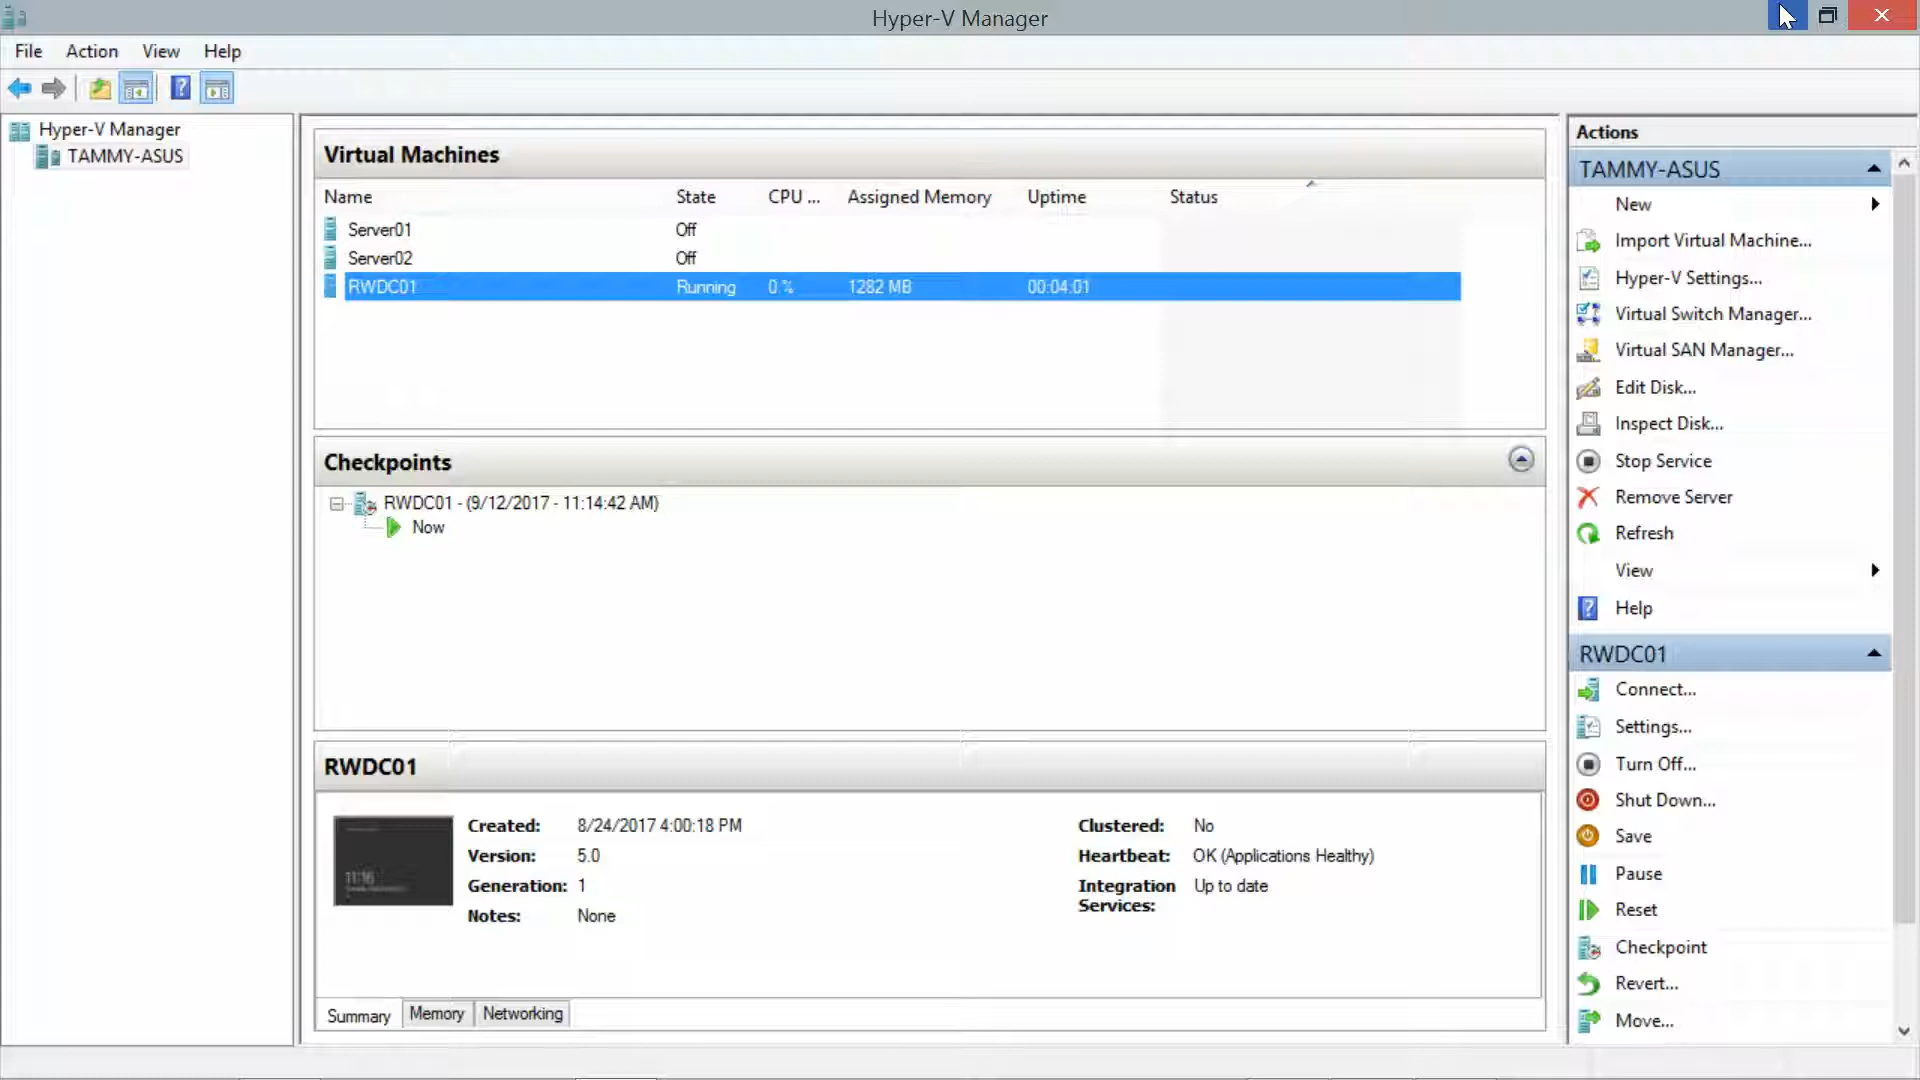 Hyper-V Manager
File Action View Help
Hyper-V Manager
TAMMY-ASUS
Virtual Machines
Name State CPU ... Assigned Memory Uptime Status
Server01 Off
Server02 Off
RWDC01 Running 0 % 1282 MB 00:04:01
Checkpoints
RWDC01 - (9/12/2017 - 11:14:42 AM)
Now
RWDC01
11:16
Created: 8/24/2017 4:00:18 PM
Version: 5.0
Generation: 1
Notes: None
Clustered: No
Heartbeat: OK (Applications Healthy)
Integration Services: Up to date
Summary Memory Networking
Actions
TAMMY-ASUS
New
Import Virtual Machine...
Hyper-V Settings...
Virtual Switch Manager...
Virtual SAN Manager...
Edit Disk...
Inspect Disk...
Stop Service
Remove Server
Refresh
View
Help
RWDC01
Connect...
Settings...
Turn Off...
Shut Down...
Save
Pause
Reset
Checkpoint
Revert...
Move...